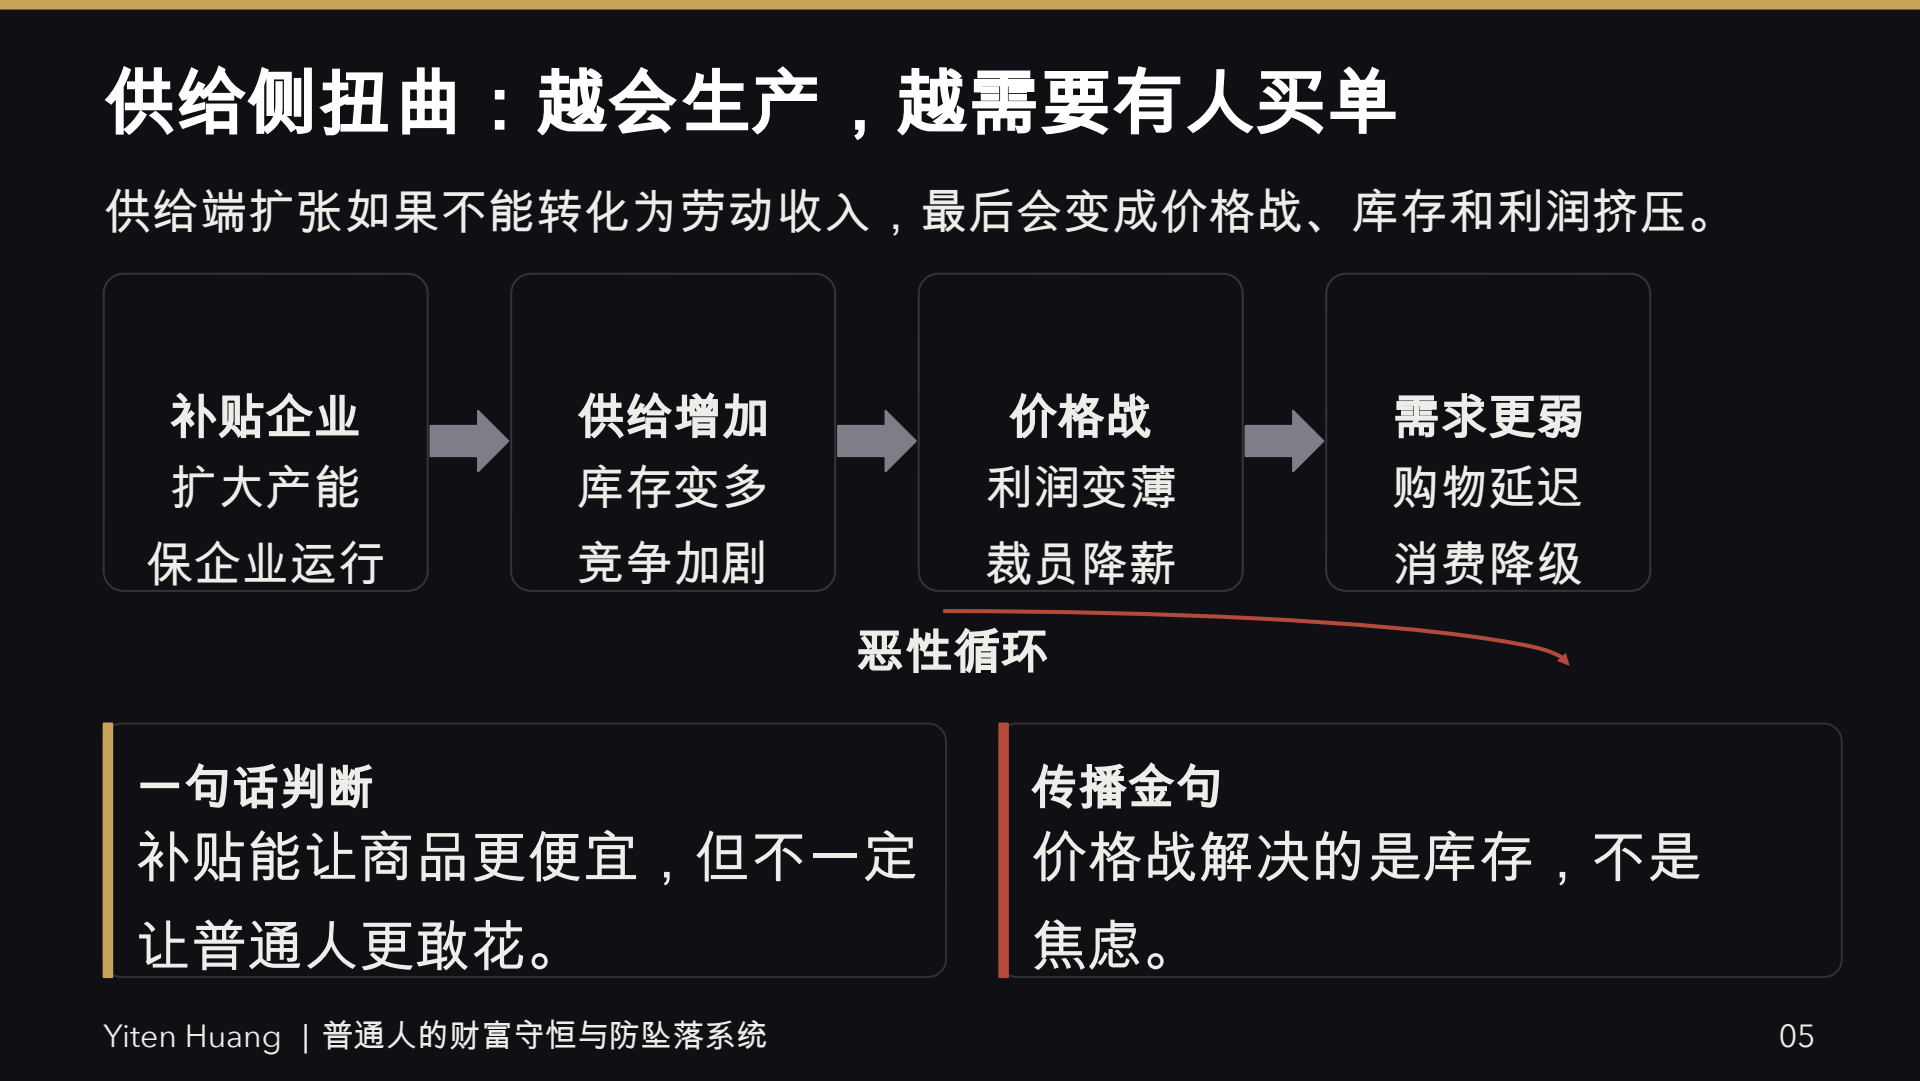 供给侧扭曲：越会生产，越需要有人买单
供给端扩张如果不能转化为劳动收入，最后会变成价格战、库存和利润挤压。
补贴企业
扩大产能
保企业运行
供给增加
库存变多
竞争加剧
价格战
利润变薄
裁员降薪
需求更弱
购物延迟
消费降级
恶性循环
一句话判断
补贴能让商品更便宜，但不一定
让普通人更敢花。
传播金句
价格战解决的是库存，不是
焦虑。
Yiten Huang ｜普通人的财富守恒与防坠落系统
05